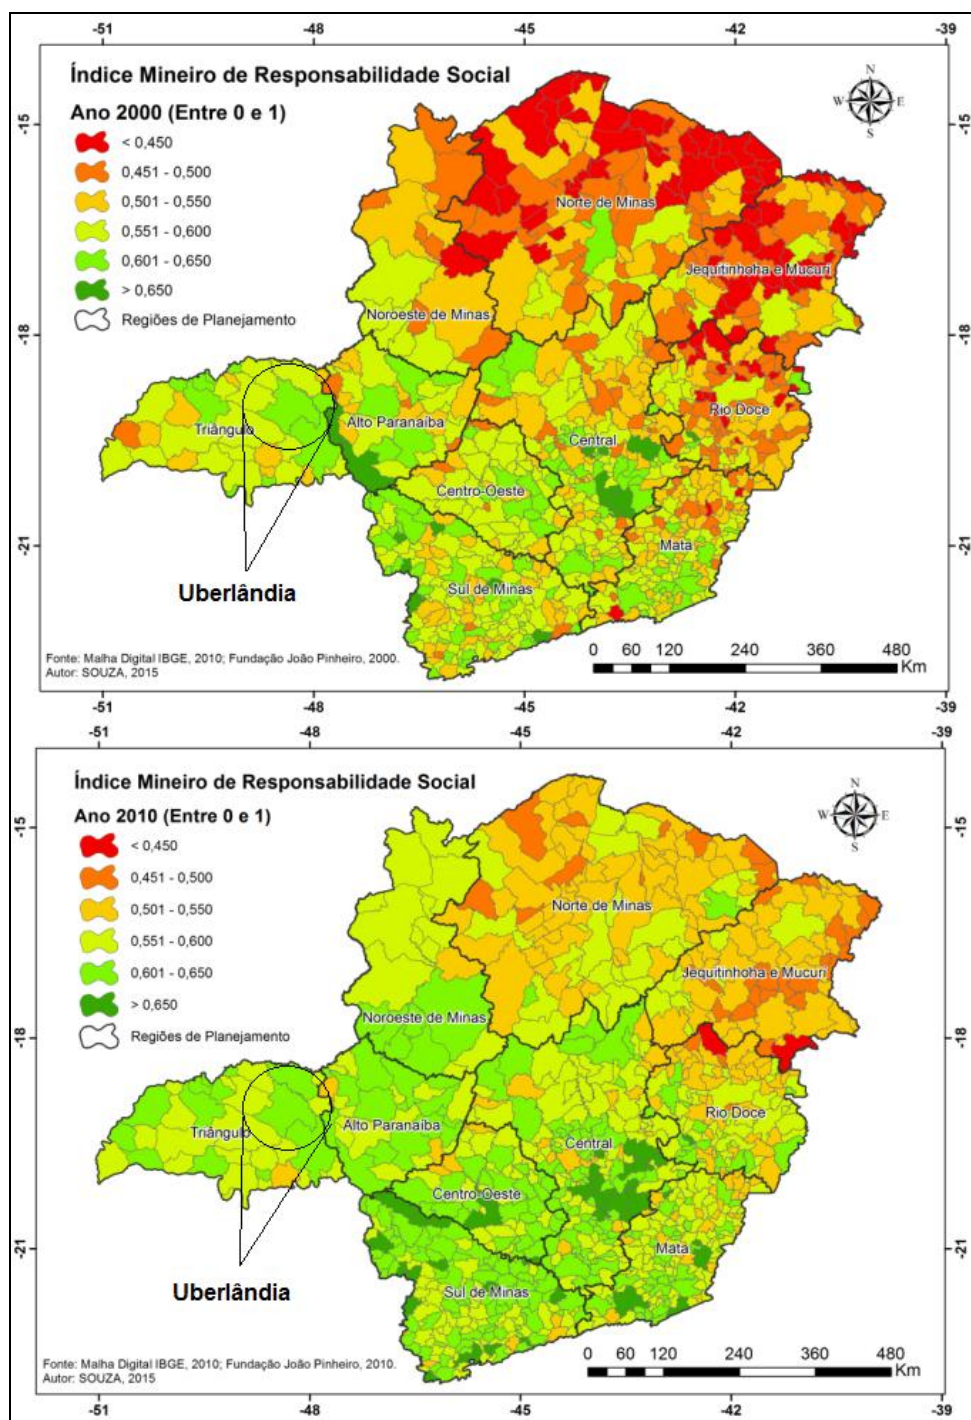 -51 -48 -45 -42 -39
Índice Mineiro de Responsabilidade Social
Ano 2000 (Entre 0 e 1)
< 0,450
0,451 - 0,500
0,501 - 0,550
0,551 - 0,600
0,601 - 0,650
> 0,650
Regiões de Planejamento
N
W E
S
-15 -15
-18 -18
-21 -21
Norte de Minas
Jequitinhoha e Mucuri
Noroeste de Minas
Rio Doce
Triângulo
Alto Paranaíba
Central
Centro-Oeste
Mata
Sul de Minas
Uberlândia
0 30 60 120 240 360 480
Km
Fonte: Malha Digital IBGE, 2010; Fundação João Pinheiro, 2000.
Autor: SOUZA, 2015
-51 -48 -45 -42 -39
-51 -48 -45 -42 -39
Índice Mineiro de Responsabilidade Social
Ano 2010 (Entre 0 e 1)
< 0,450
0,451 - 0,500
0,501 - 0,550
0,551 - 0,600
0,601 - 0,650
> 0,650
Regiões de Planejamento
N
W E
S
-15 -15
-18 -18
-21 -21
Norte de Minas
Jequitinhoha e Mucuri
Noroeste de Minas
Rio Doce
Triângulo
Alto Paranaíba
Central
Centro-Oeste
Mata
Sul de Minas
Uberlândia
0 30 60 120 240 360 480
Km
Fonte: Malha Digital IBGE, 2010; Fundação João Pinheiro, 2010.
Autor: SOUZA, 2015
-51 -48 -45 -42 -39